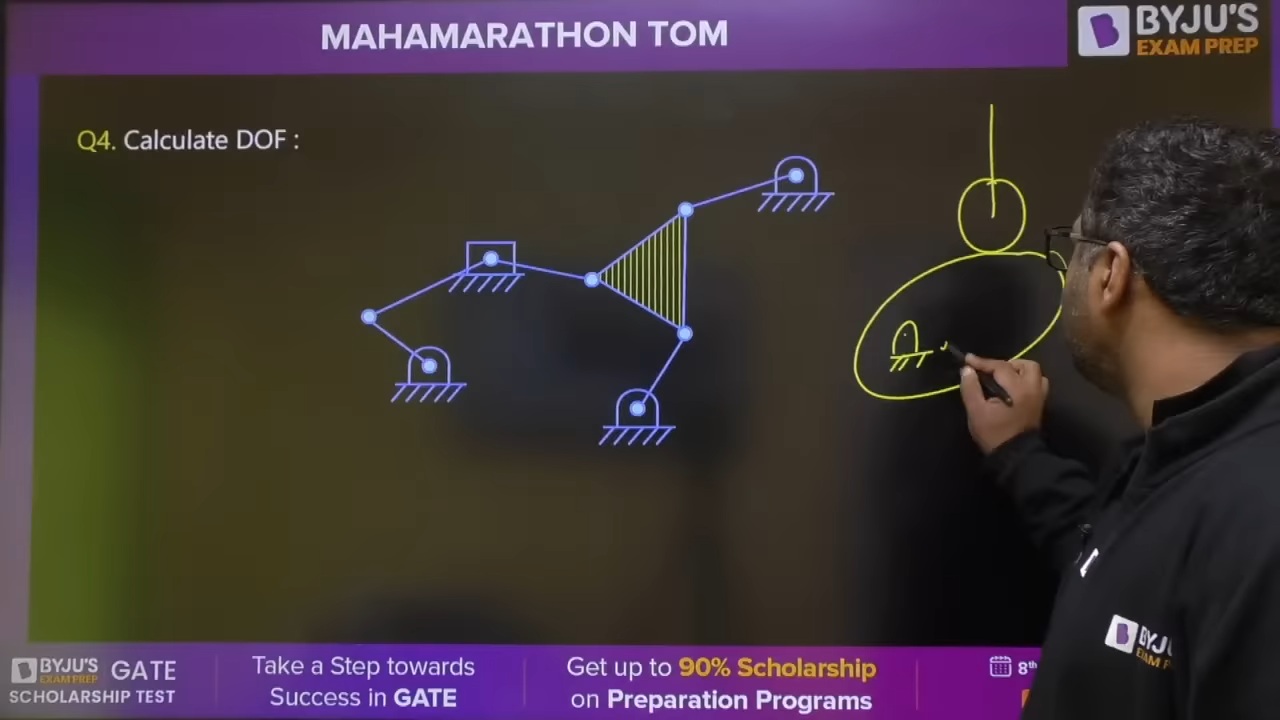 MAHAMARATHON TOM
BYJU'S
EXAM PREP
Q4. Calculate DOF :
BYJU'S
EXAM PREP
GATE
SCHOLARSHIP TEST
Take a Step towards
Success in GATE
Get up to 90% Scholarship
on Preparation Programs
8th
BYJU
EXAM P